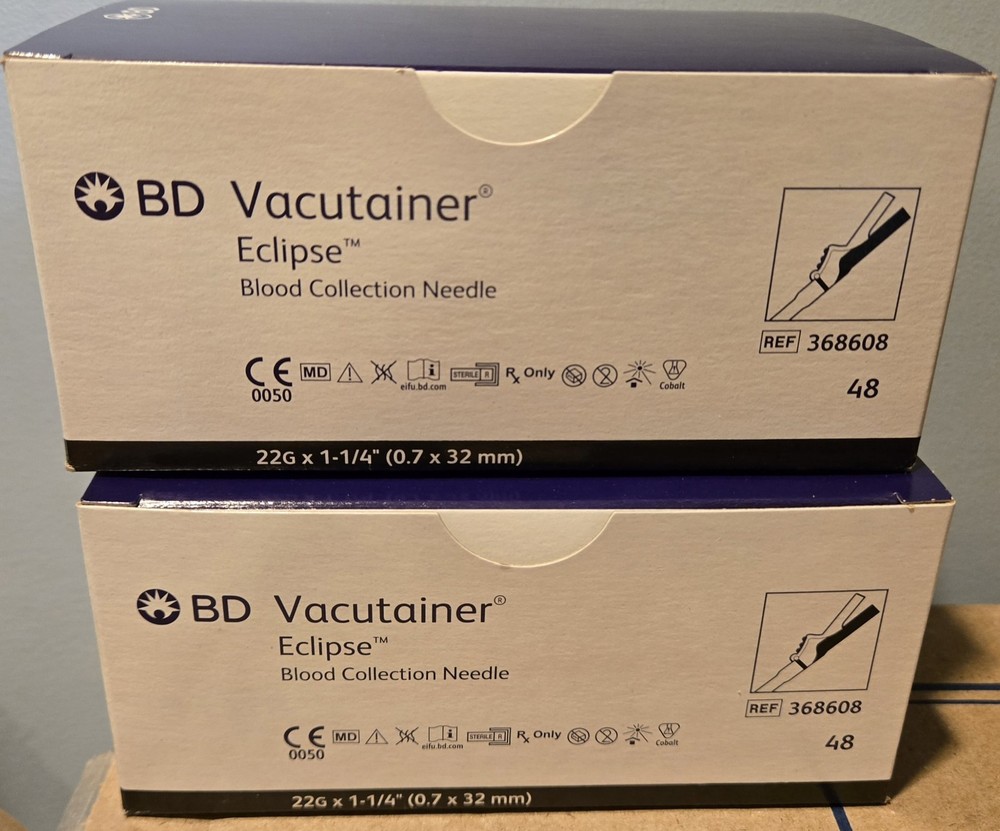 BD Vacutainer®
Eclipse™
Blood Collection Needle
REF 368608
CE MD eifu.bd.com STERILE R Rx Only Cobalt
0050
48
22G x 1-1/4" (0.7 x 32 mm)
BD Vacutainer®
Eclipse™
Blood Collection Needle
REF 368608
CE MD eifu.bd.com STERILE R Rx Only Cobalt
0050
48
22G x 1-1/4" (0.7 x 32 mm)